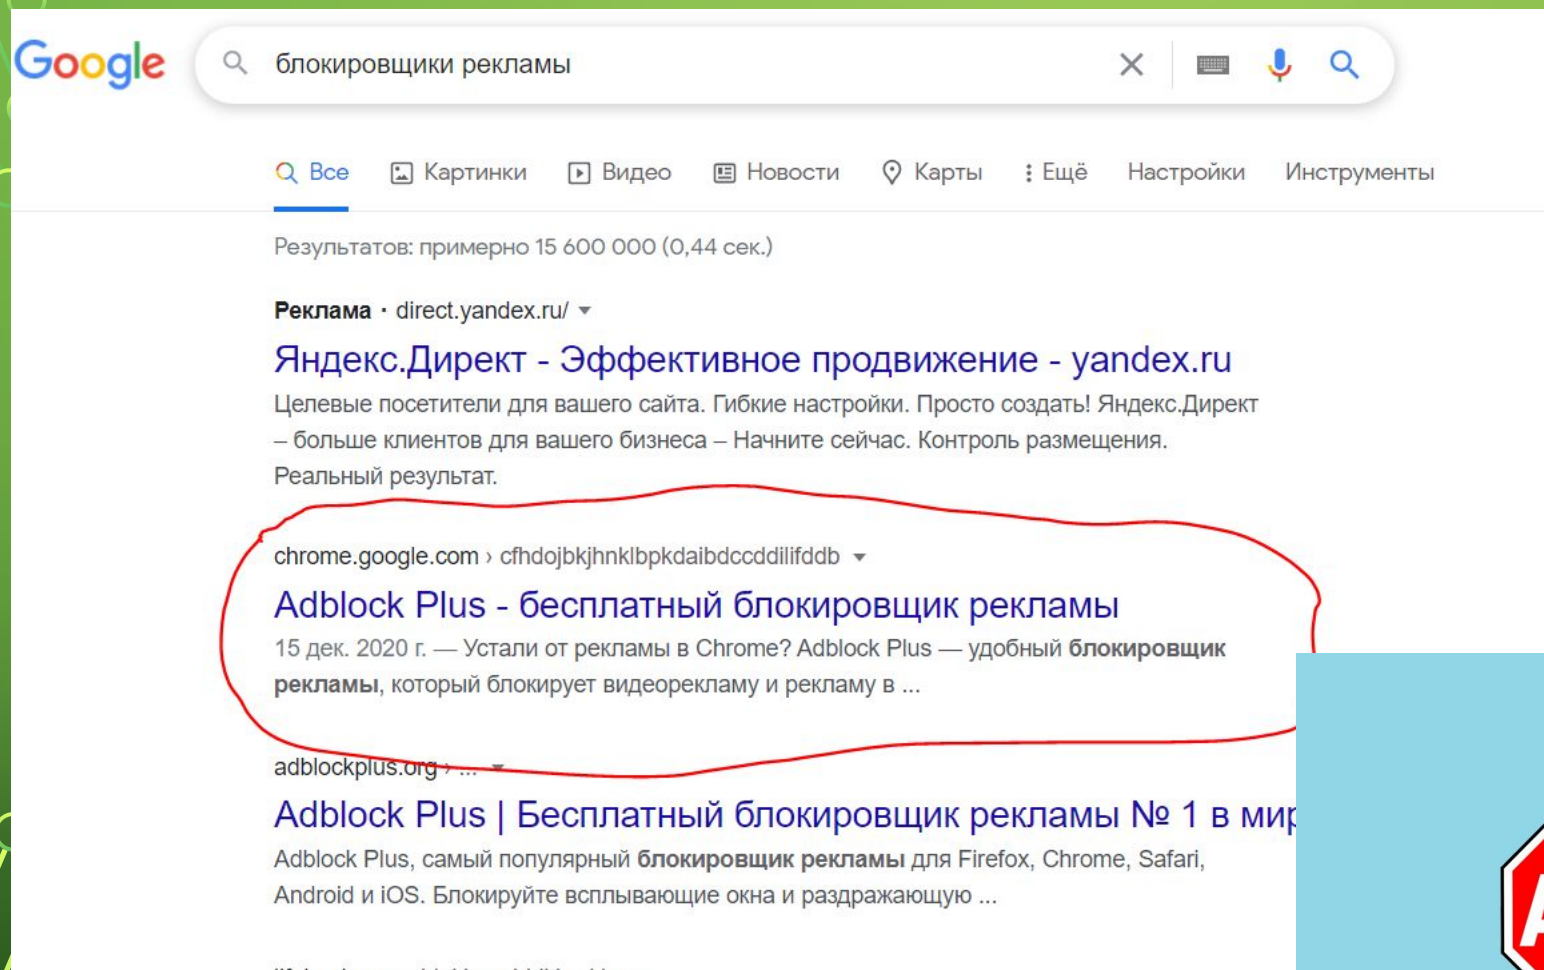 Google
блокировщики рекламы
Все Картинки Видео Новости Карты Ещё Настройки Инструменты
Результатов: примерно 15 600 000 (0,44 сек.)
Реклама · direct.yandex.ru/
Яндекс.Директ - Эффективное продвижение - yandex.ru
Целевые посетители для вашего сайта. Гибкие настройки. Просто создать! Яндекс.Директ
– больше клиентов для вашего бизнеса – Начните сейчас. Контроль размещения.
Реальный результат.
chrome.google.com › cfhdojbkjhnklbpkdaibdccddilifddb
Adblock Plus - бесплатный блокировщик рекламы
15 дек. 2020 г. — Устали от рекламы в Chrome? Adblock Plus — удобный блокировщик
рекламы, который блокирует видеорекламу и рекламу в ...
adblockplus.org › ...
Adblock Plus | Бесплатный блокировщик рекламы № 1 в мир
Adblock Plus, самый популярный блокировщик рекламы для Firefox, Chrome, Safari,
Android и iOS. Блокируйте всплывающие окна и раздражающую ...